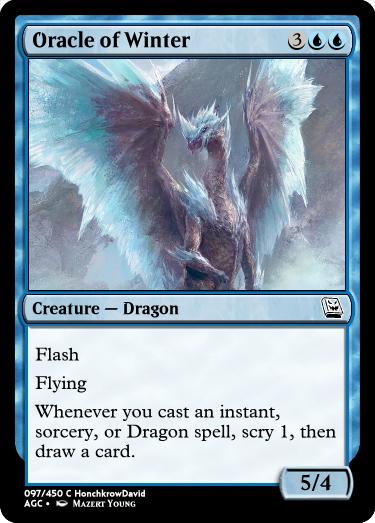 Oracle of Winter 3
Creature — Dragon
Flash
Flying
Whenever you cast an instant,
sorcery, or Dragon spell, scry 1, then
draw a card.
5/4
097/450 C HonchkrowDavid
AGC • Mazert Young